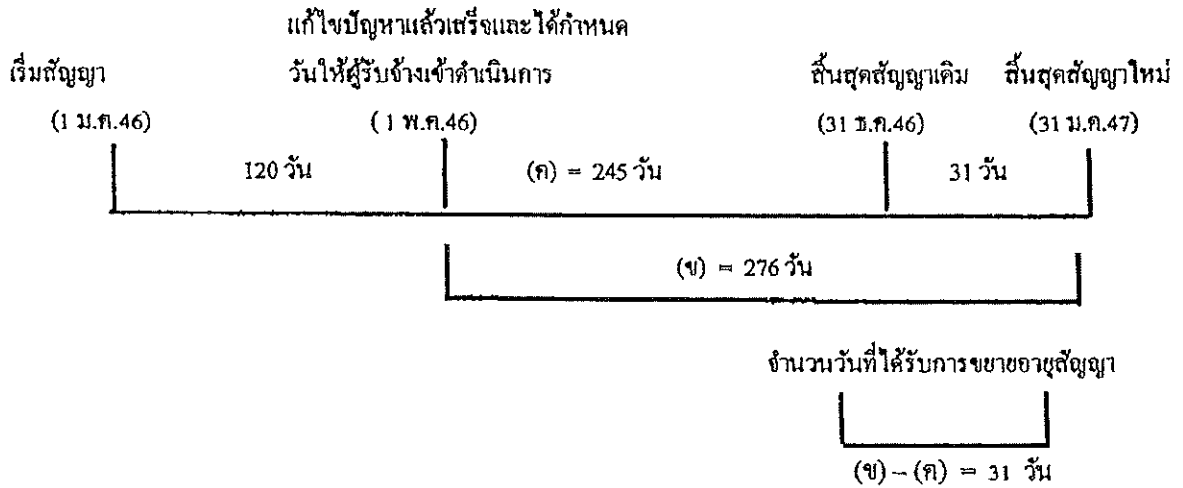 แก้ไขปัญหาแล้วเสร็จและได้กำหนด
เริ่มสัญญา วันให้ผู้รับจ้างเข้าดำเนินการ สิ้นสุดสัญญาเดิม สิ้นสุดสัญญาใหม่
(1 ม.ค.46) ( 1 พ.ค.46) (31 ธ.ค.46) (31 ม.ค.47)
120 วัน (ค) = 245 วัน 31 วัน
(ข) = 276 วัน
จำนวนวันที่ได้รับการขยายอายุสัญญา
(ข) – (ค) = 31 วัน